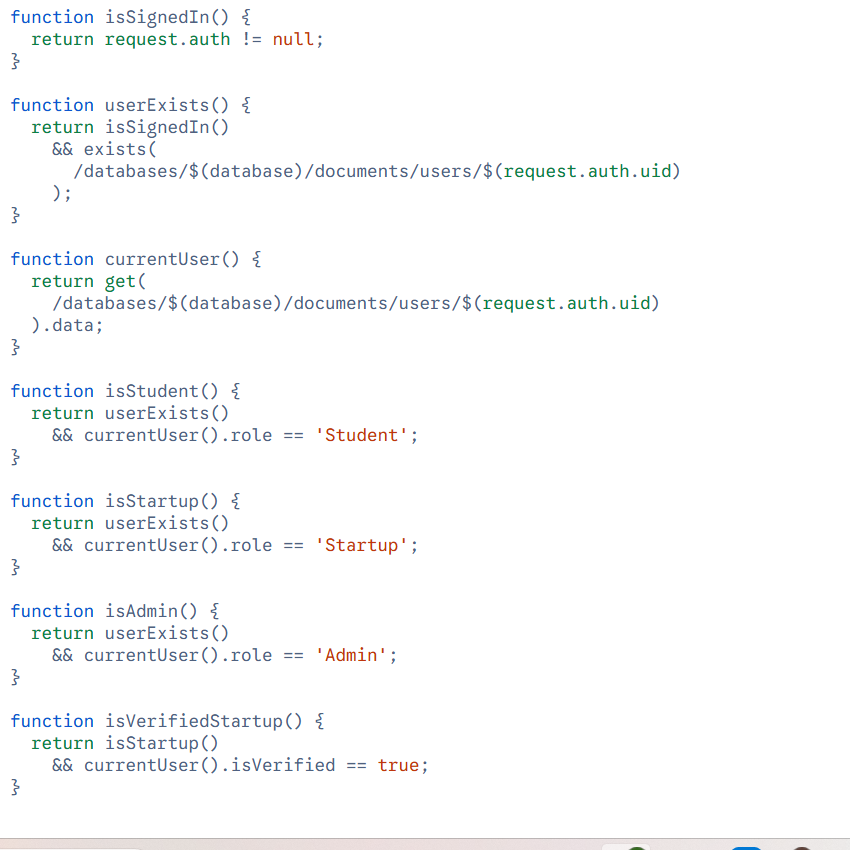 function isSignedIn() {
  return request.auth != null;
}

function userExists() {
  return isSignedIn()
    && exists(
      /databases/$(database)/documents/users/$(request.auth.uid)
    );
}

function currentUser() {
  return get(
    /databases/$(database)/documents/users/$(request.auth.uid)
  ).data;
}

function isStudent() {
  return userExists()
    && currentUser().role == 'Student';
}

function isStartup() {
  return userExists()
    && currentUser().role == 'Startup';
}

function isAdmin() {
  return userExists()
    && currentUser().role == 'Admin';
}

function isVerifiedStartup() {
  return isStartup()
    && currentUser().isVerified == true;
}